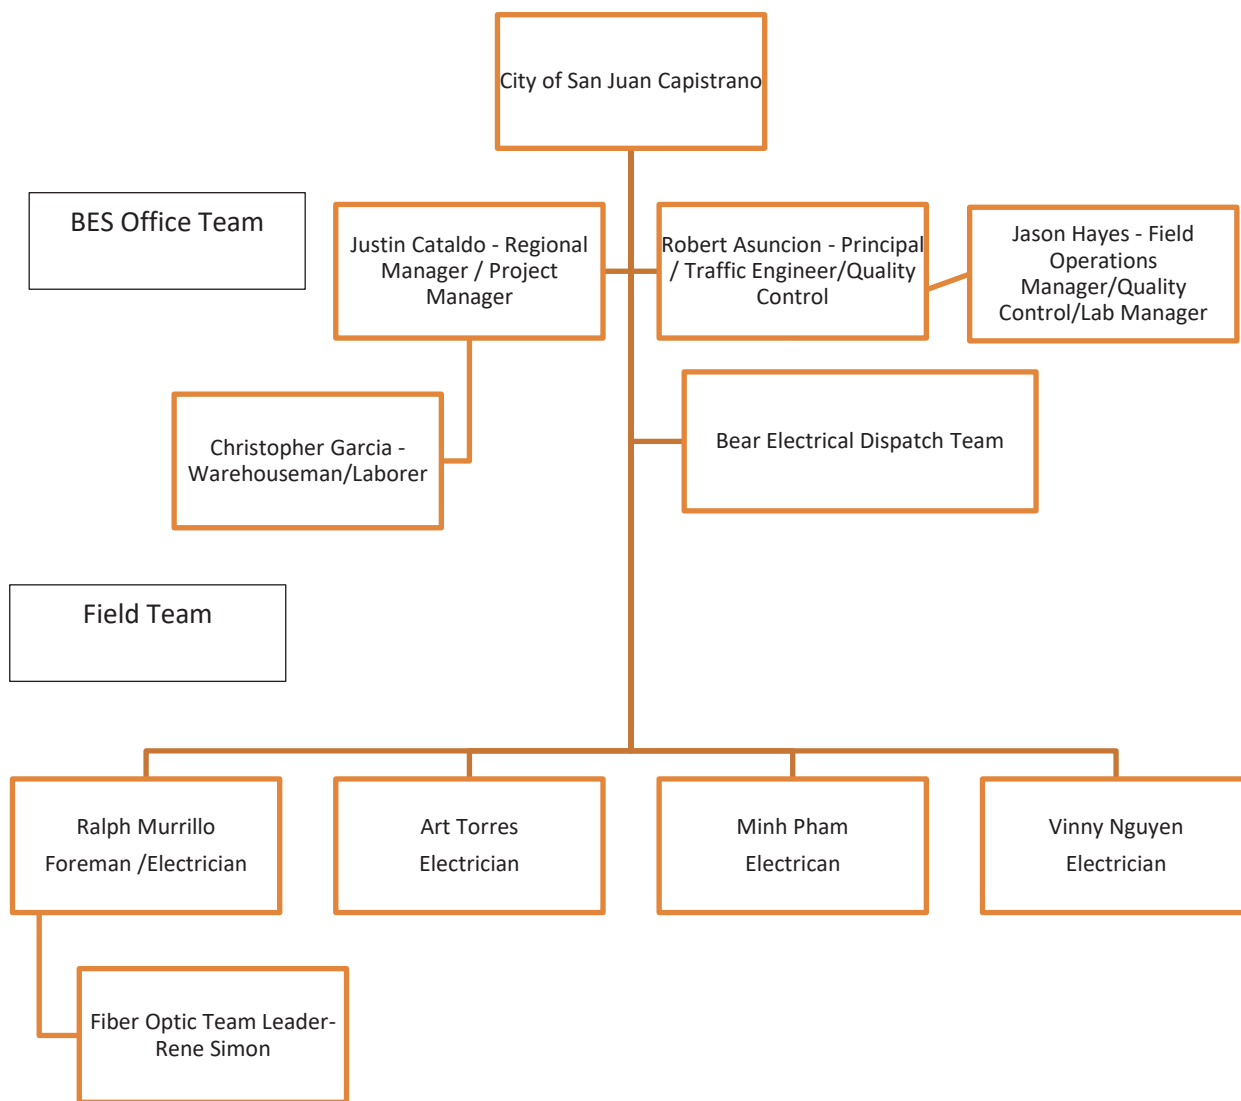 City of San Juan Capistrano
BES Office Team
Justin Cataldo - Regional
Manager / Project
Manager
Robert Asuncion - Principal
/ Traffic Engineer/Quality
Control
Jason Hayes - Field
Operations
Manager/Quality
Control/Lab Manager
Christopher Garcia -
Warehouseman/Laborer
Bear Electrical Dispatch Team
Field Team
Ralph Murrillo
Foreman /Electrician
Art Torres
Electrician
Minh Pham
Electrican
Vinny Nguyen
Electrician
Fiber Optic Team Leader-
Rene Simon